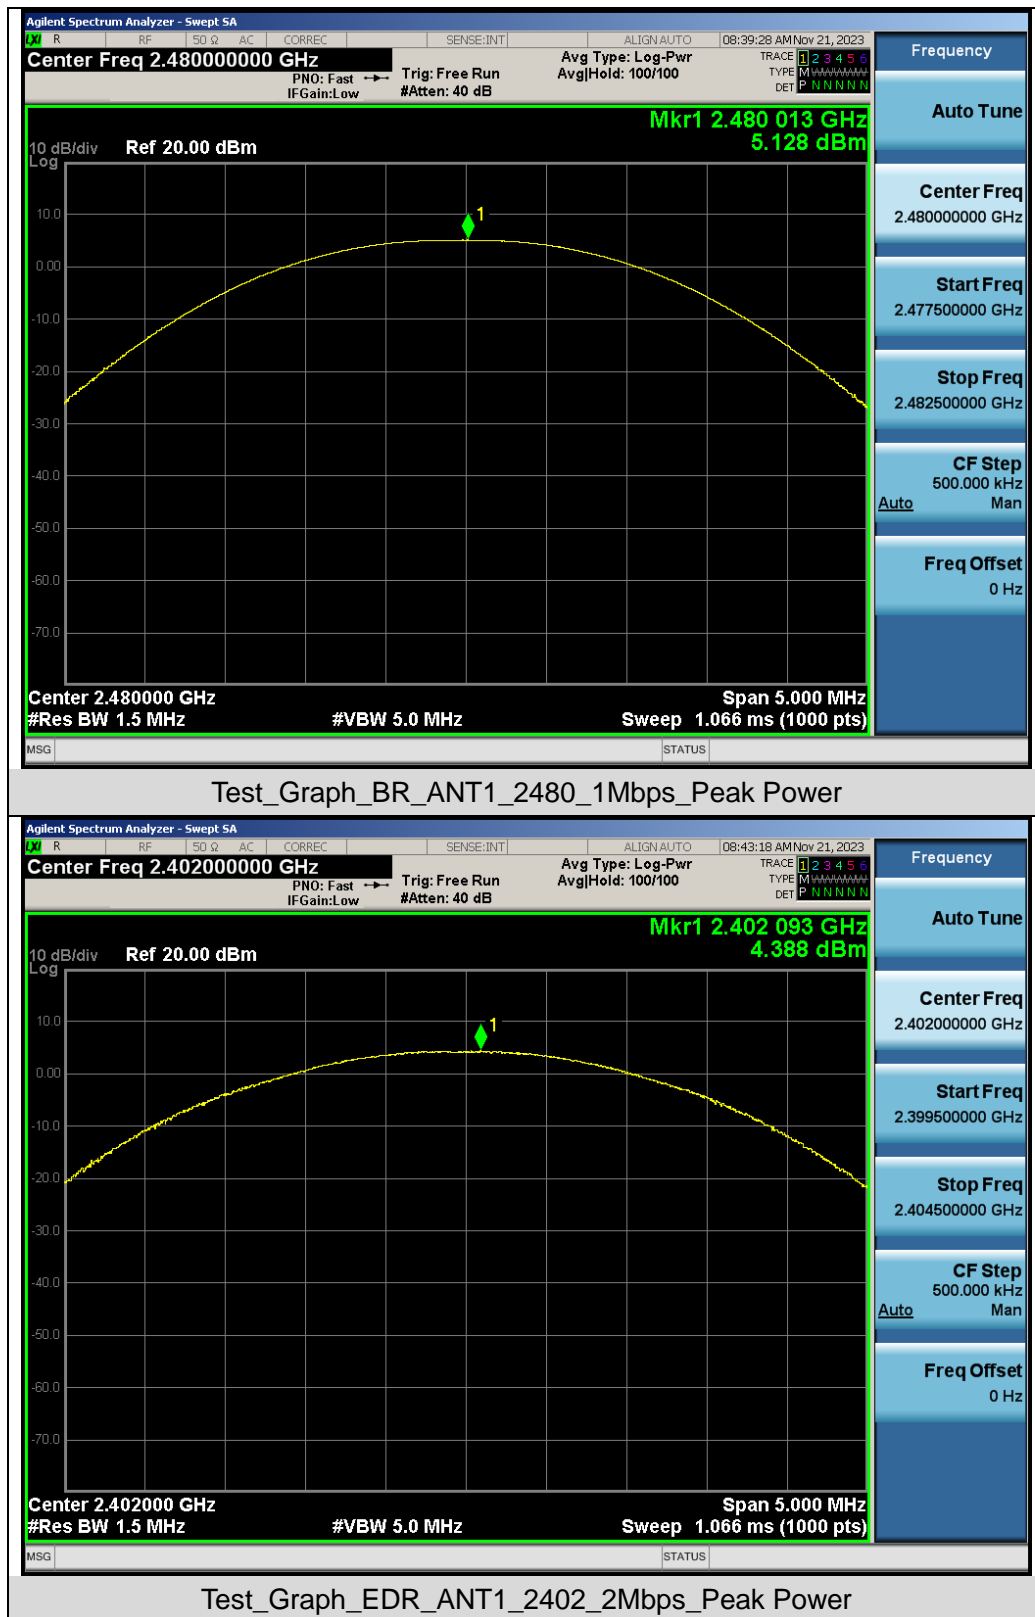 Agilent Spectrum Analyzer - Swept SA
LXI R RF 50 Ω AC CORREC SENSE:INT ALIGN AUTO 08:39:28 AM Nov 21, 2023
Center Freq 2.480000000 GHz
PNO: Fast Trig: Free Run
IFGain:Low #Atten: 40 dB
Avg Type: Log-Pwr
Avg|Hold: 100/100
TRACE 1 2 3 4 5 6
TYPE M WWWWW
DET P N N N N N
Mkr1 2.480 013 GHz
5.128 dBm
10 dB/div Ref 20.00 dBm
Log
10.0
0.00
-10.0
-20.0
-30.0
-40.0
-50.0
-60.0
-70.0
1
Center 2.480000 GHz Span 5.000 MHz
#Res BW 1.5 MHz #VBW 5.0 MHz Sweep 1.066 ms (1000 pts)
MSG STATUS
Frequency
Auto Tune
Center Freq
2.480000000 GHz
Start Freq
2.477500000 GHz
Stop Freq
2.482500000 GHz
CF Step
500.000 kHz
Auto Man
Freq Offset
0 Hz
Test_Graph_BR_ANT1_2480_1Mbps_Peak Power
Agilent Spectrum Analyzer - Swept SA
LXI R RF 50 Ω AC CORREC SENSE:INT ALIGN AUTO 08:43:18 AM Nov 21, 2023
Center Freq 2.402000000 GHz
PNO: Fast Trig: Free Run
IFGain:Low #Atten: 40 dB
Avg Type: Log-Pwr
Avg|Hold: 100/100
TRACE 1 2 3 4 5 6
TYPE M WWWWW
DET P N N N N N
Mkr1 2.402 093 GHz
4.388 dBm
10 dB/div Ref 20.00 dBm
Log
10.0
0.00
-10.0
-20.0
-30.0
-40.0
-50.0
-60.0
-70.0
1
Center 2.402000 GHz Span 5.000 MHz
#Res BW 1.5 MHz #VBW 5.0 MHz Sweep 1.066 ms (1000 pts)
MSG STATUS
Frequency
Auto Tune
Center Freq
2.402000000 GHz
Start Freq
2.399500000 GHz
Stop Freq
2.404500000 GHz
CF Step
500.000 kHz
Auto Man
Freq Offset
0 Hz
Test_Graph_EDR_ANT1_2402_2Mbps_Peak Power